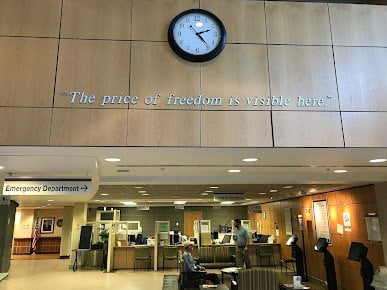 "The price of freedom is visible here."
Emergency Department →